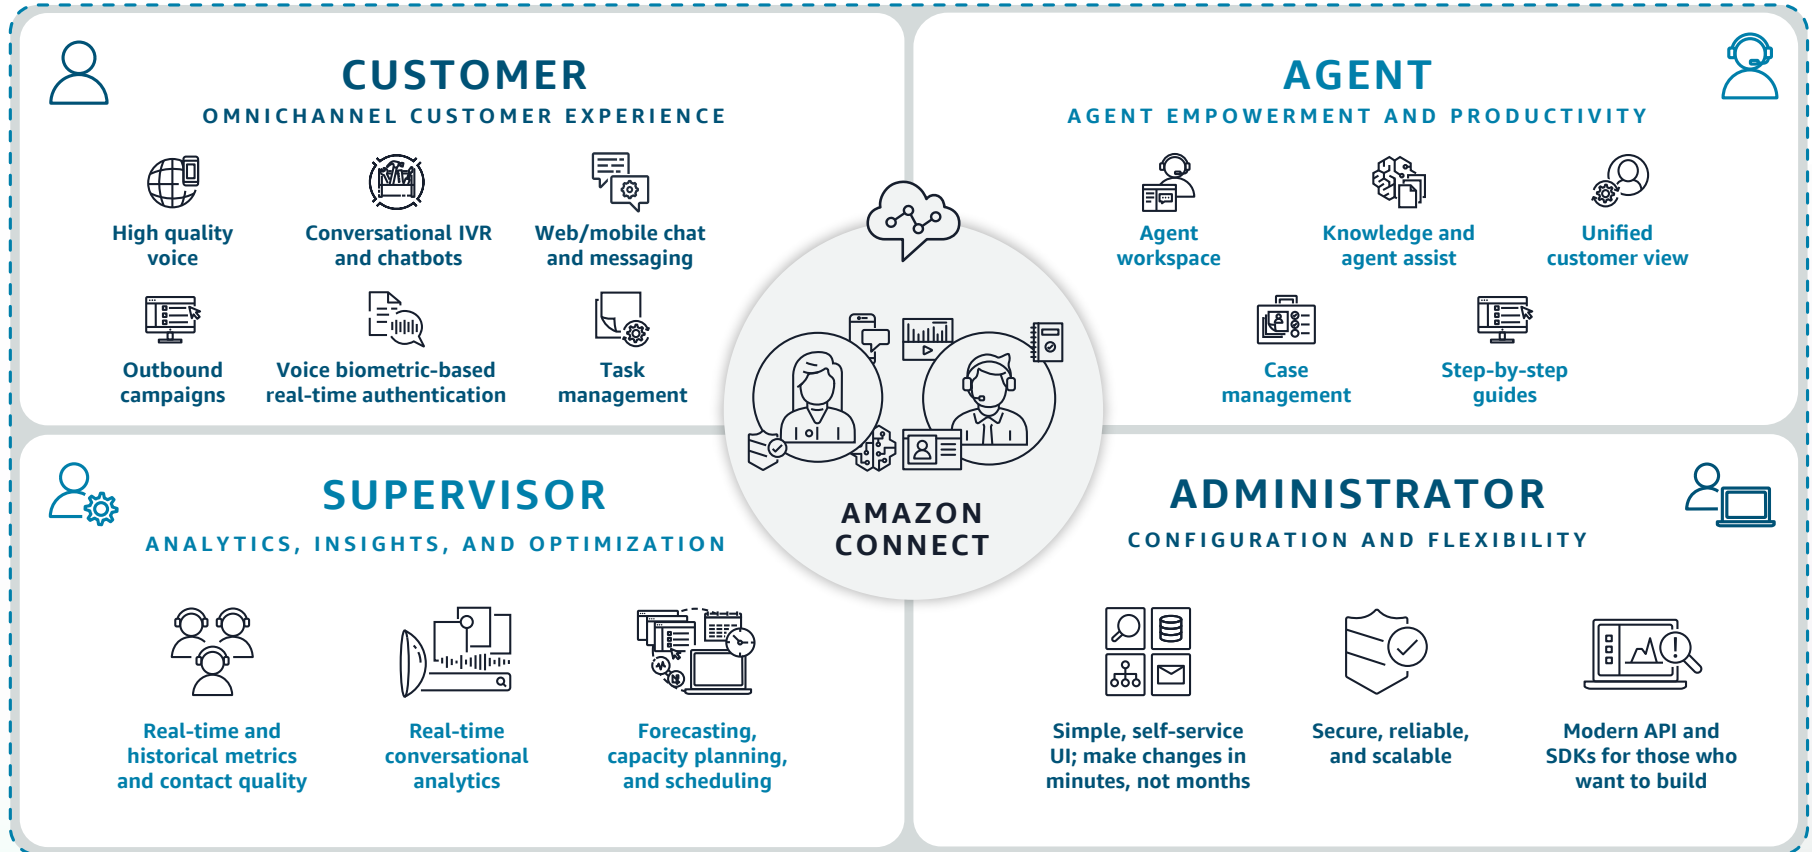 CUSTOMER
OMNICHANNEL CUSTOMER EXPERIENCE
High quality
voice
Conversational IVR
and chatbots
Web/mobile chat
and messaging
Outbound
campaigns
Voice biometric-based
real-time authentication
Task
management
AGENT
AGENT EMPOWERMENT AND PRODUCTIVITY
Agent
workspace
Knowledge and
agent assist
Unified
customer view
Case
management
Step-by-step
guides
AMAZON
CONNECT
SUPERVISOR
ANALYTICS, INSIGHTS, AND OPTIMIZATION
Real-time and
historical metrics
and contact quality
Real-time
conversational
analytics
Forecasting,
capacity planning,
and scheduling
ADMINISTRATOR
CONFIGURATION AND FLEXIBILITY
Simple, self-service
UI; make changes in
minutes, not months
Secure, reliable,
and scalable
Modern API and
SDKs for those who
want to build